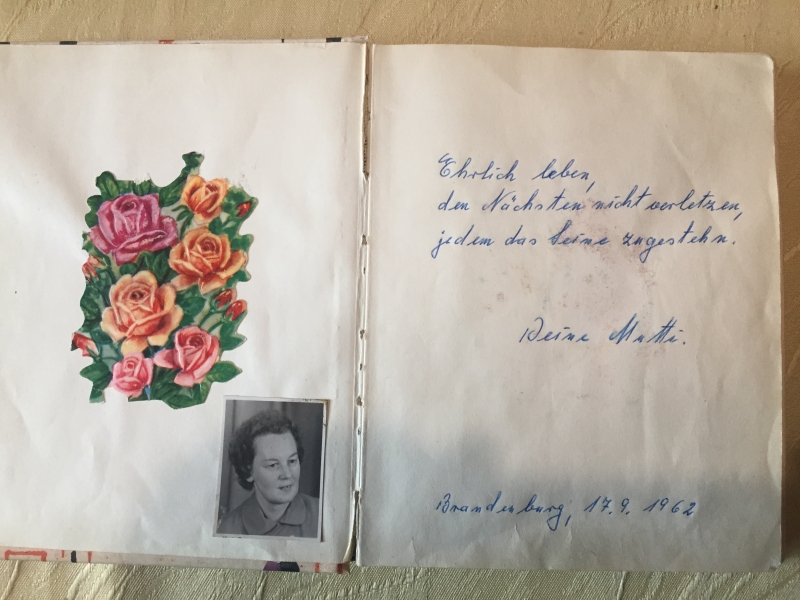 Ehrlich leben,
den Nächsten nicht verletzen,
jedem das Seine zugestehn.
Deine Mutti.
Brandenburg, 17.9.1962